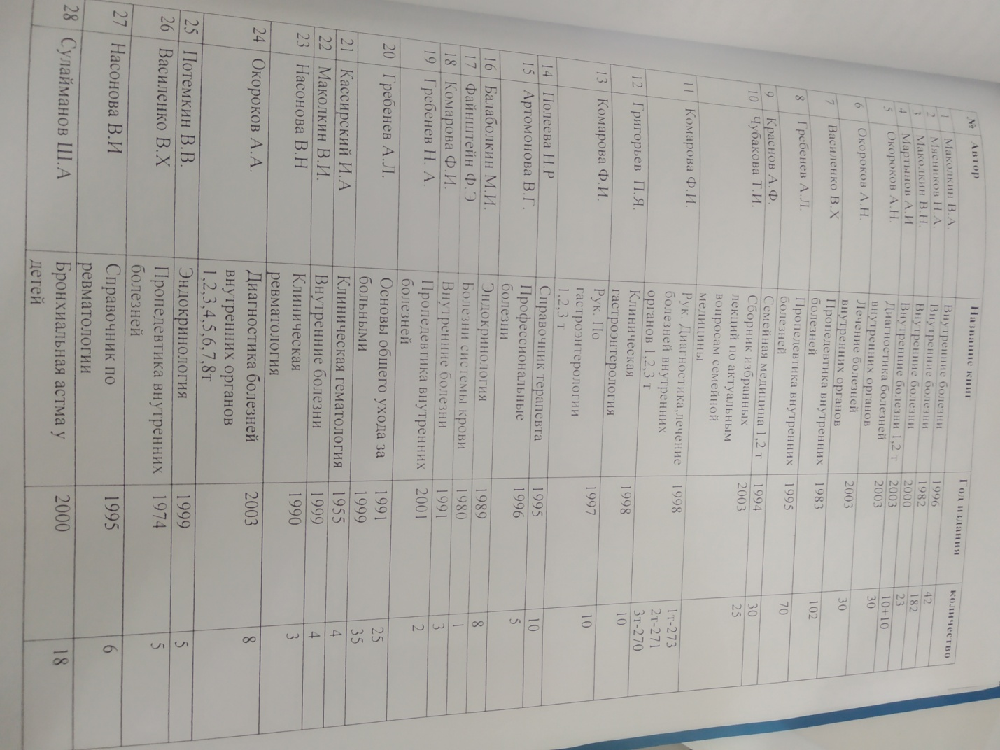 № Автор Название книг Год издания количество
1 Маколкин В.А. Внутренние болезни 1996 42
2 Мясников Н.А. Внутренние болезни 1982 182
3 Маколкин В.Н. Внутренние болезни 2000 23
4 Мартынов А.И Внутренние болезни 1,2 т 2003 10+10
5 Окороков А.Н. Диагностика болезней 2003 30
внутренних органов
6 Окороков А.Н. Лечение болезней 2003 30
внутренних органов
7 Василенко В.Х Пропедевтика внутренних 1983 102
болезней
8 Гребенев А.Л. Пропедевтика внутренних 1995 70
болезней
9 Краснов А.Ф. Семейная медицина 1,2 т 1994 30
10 Чубакова Т.И. Сборник избранных 2003 25
лекций по актуальным
вопросам семейной
медицины
11 Комарова Ф.И. Рук. Диагностика,лечение 1998 1т-273
болезней внутренних 2т-271
органов 1,2,3 т 3т-270
12 Григорьев П.Я. Клиническая 1998 10
гастроэнтерология
13 Комарова Ф.И. Рук. По 1997 10
гастроэнтерологии
1,2,3 т
14 Полеева Н.Р Справочник терапевта 1995 10
15 Артомонова В.Г. Профессиональные 1996 5
болезни
16 Балаболкин М.И. Эндокринология 1989 8
17 Файнштейн Ф.Э Болезни системы крови 1980 1
18 Комарова Ф.И. Внутренние болезни 1991 3
19 Гребенев Н. А. Пропедевтика внутренних 2001 2
болезней
20 Гребенев А.Л. Основы общего ухода за 1991 25
больными 1999 35
21 Кассирский И.А Клиническая гематология 1955 4
22 Маколкин В.И. Внутренние болезни 1999 4
23 Насонова В.Н Клиническая 1990 3
ревматология
24 Окороков А.А. Диагностика болезней 2003 8
внутренних органов
1,2,3,4,5,6,7,8т
25 Потемкин В.В. Эндокринология 1999 5
26 Василенко В.Х Пропедевтика внутренних 1974 5
болезней
27 Насонова В.И Справочник по 1995 6
ревматологии
28 Сулайманов Ш.А Бронхиальная астма у 2000 18
детей